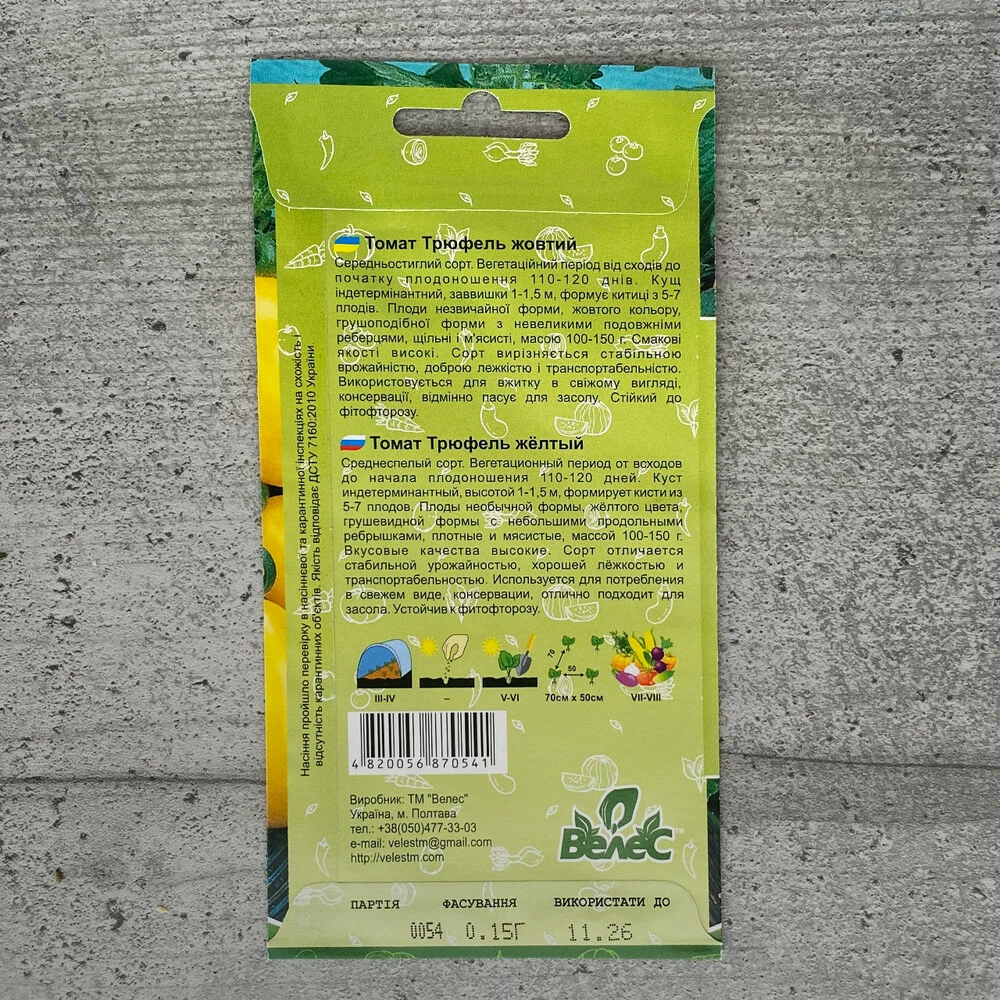 Томат Трюфель жовтий
Середньостиглий сорт. Вегетаційний період від сходів до
початку плодоношення 110-120 днів. Кущ
індетермінантний, заввишки 1-1,5 м, формує китиці з 5-7
плодів. Плоди незвичайної форми, жовтого кольору,
грушоподібної форми з невеликими подовжніми
реберцями, щільні і м'ясисті, масою 100-150 г. Смакові
якості високі. Сорт вирізняється стабільною
врожайністю, доброю лежкістю і транспортабельністю.
Використовується для вжитку в свіжому вигляді,
консервації, відмінно пасує для засолу. Стійкий до
фітофторозу.
Томат Трюфель жёлтый
Среднеспелый сорт. Вегетационный период от всходов
до начала плодоношения 110-120 дней. Куст
индетерминантный, высотой 1-1,5 м, формирует кисти из
5-7 плодов. Плоды необычной формы, жёлтого цвета,
грушевидной формы с небольшими продольными
ребрышками, плотные и мясистые, массой 100-150 г.
Вкусовые качества высокие. Сорт отличается
стабильной урожайностью, хорошей лёжкостью и
транспортабельностью. Используется для потребления
в свежем виде, консервации, отлично подходит для
засола. Устойчив к фитофторозу.
Насіння пройшло перевірку в насіннєвої та карантинної інспекціях на схожість і
відсутність карантинних об'єктів. Якість відповідає ДСТУ 7160:2010 України.
70
50
III-IV – V-VI 70см х 50см VII-VIII
4 820056 870541
Виробник: ТМ "Велес"
Україна, м. Полтава
тел.: +38(050)477-33-03
e-mail: velestm@gmail.com
http://velestm.com
Велес
ПАРТІЯ ФАСУВАННЯ ВИКОРИСТАТИ ДО
0054 0.15Г 11.26